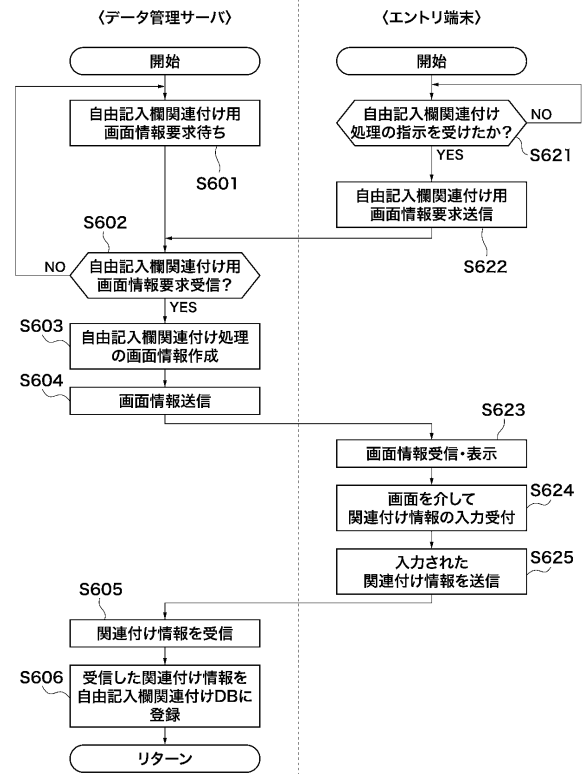 〈データ管理サーバ〉
〈エントリ端末〉
開始
開始
自由記入欄関連付け用
画面情報要求待ち
S601
自由記入欄関連付け
処理の指示を受けたか？
NO
YES
S621
自由記入欄関連付け用
画面情報要求送信
S622
S602
自由記入欄関連付け用
画面情報要求受信？
NO
YES
S603
自由記入欄関連付け処理
の画面情報作成
S604
画面情報送信
S623
画面情報受信・表示
画面を介して
関連付け情報の入力受付
S624
入力された
関連付け情報を送信
S625
S605
関連付け情報を受信
S606
受信した関連付け情報を
自由記入欄関連付けDBに
登録
リターン